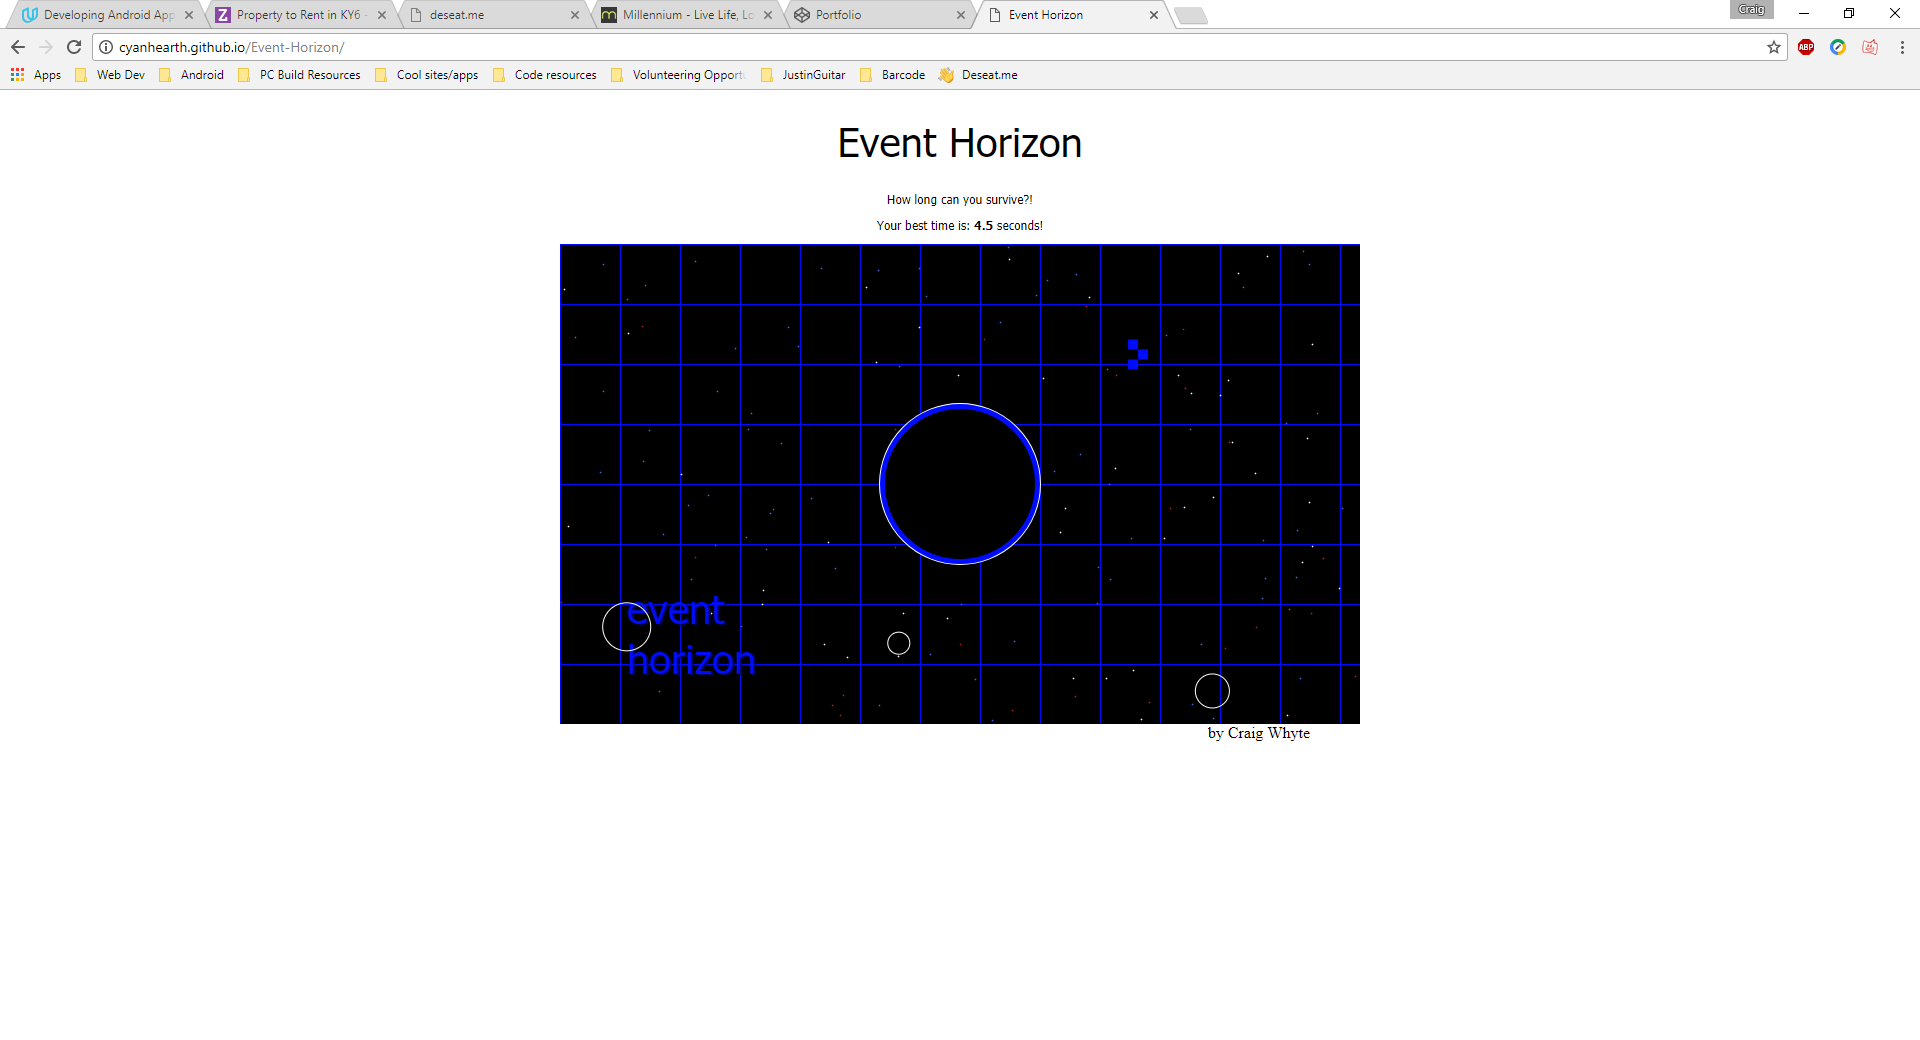 Developing Android App
Property to Rent in KY6 -
deseat.me
Millennium - Live Life, Lo
Portfolio
Event Horizon
Craig
cyanhearth.github.io/Event-Horizon/
ABP
Apps
Web Dev
Android
PC Build Resources
Cool sites/apps
Code resources
Volunteering Opport
JustinGuitar
Barcode
Deseat.me
Event Horizon
How long can you survive?!
Your best time is: 4.5 seconds!
event
horizon
by Craig Whyte